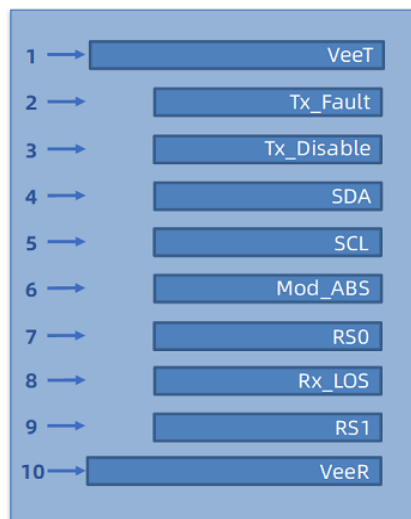 1 VeeT
2 Tx_Fault
3 Tx_Disable
4 SDA
5 SCL
6 Mod_ABS
7 RS0
8 Rx_LOS
9 RS1
10 VeeR